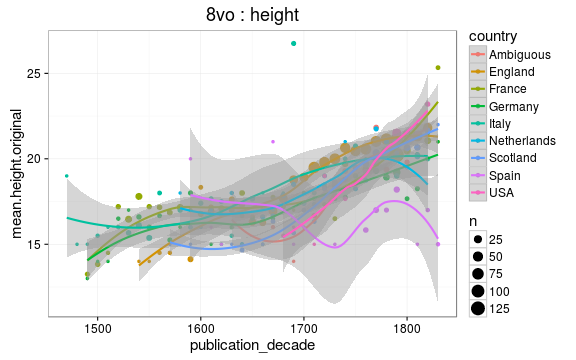 8vo : height
mean.height.original
25
20
15
1500
1600
1700
1800
publication_decade
country
Ambiguous
England
France
Germany
Italy
Netherlands
Scotland
Spain
USA
n
25
50
75
100
125